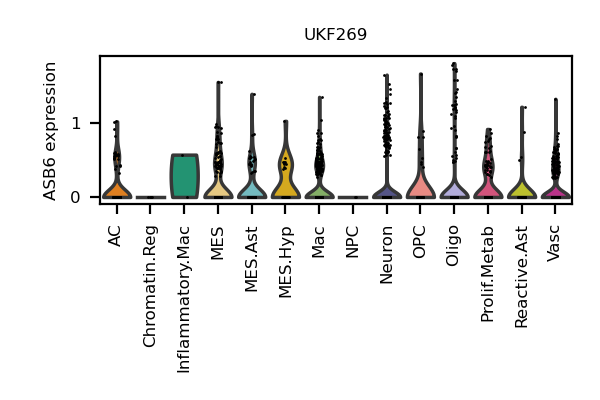 UKF269
ASB6 expression
1
0
AC
Chromatin.Reg
Inflammatory.Mac
MES
MES.Ast
MES.Hyp
Mac
NPC
Neuron
OPC
Oligo
Prolif.Metab
Reactive.Ast
Vasc